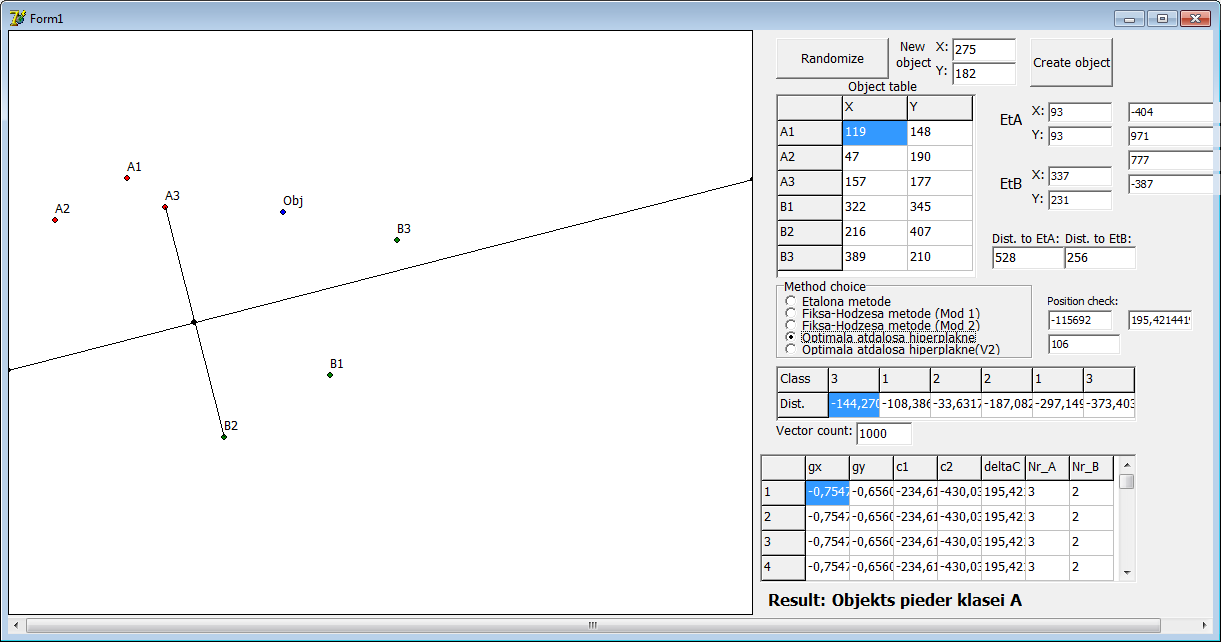 Form1
A1
A2
A3
Obj
B3
B1
B2
Randomize
New object
X: 275
Y: 182
Create object
Object table
X Y
A1 119 148
A2 47 190
A3 157 177
B1 322 345
B2 216 407
B3 389 210
EtA X: 93 -404
Y: 93 971
777
EtB X: 337 -387
Y: 231
Dist. to EtA: Dist. to EtB:
528 256
Method choice
Etalona metode
Fiksa-Hodzesa metode (Mod 1)
Fiksa-Hodzesa metode (Mod 2)
Optimala atdalosa hiperplakne
Optimala atdalosa hiperplakne(V2)
Position check:
-115692 195,421441
106
Class 3 1 2 2 1 3
Dist. -144,270 -108,386 -33,6317 -187,082 -297,149 -373,403
Vector count: 1000
gx gy c1 c2 deltaC Nr_A Nr_B
1 -0,7547 -0,6560 -234,61 -430,03 195,421 3 2
2 -0,7547 -0,6560 -234,61 -430,03 195,421 3 2
3 -0,7547 -0,6560 -234,61 -430,03 195,421 3 2
4 -0,7547 -0,6560 -234,61 -430,03 195,421 3 2
Result: Objekts pieder klasei A